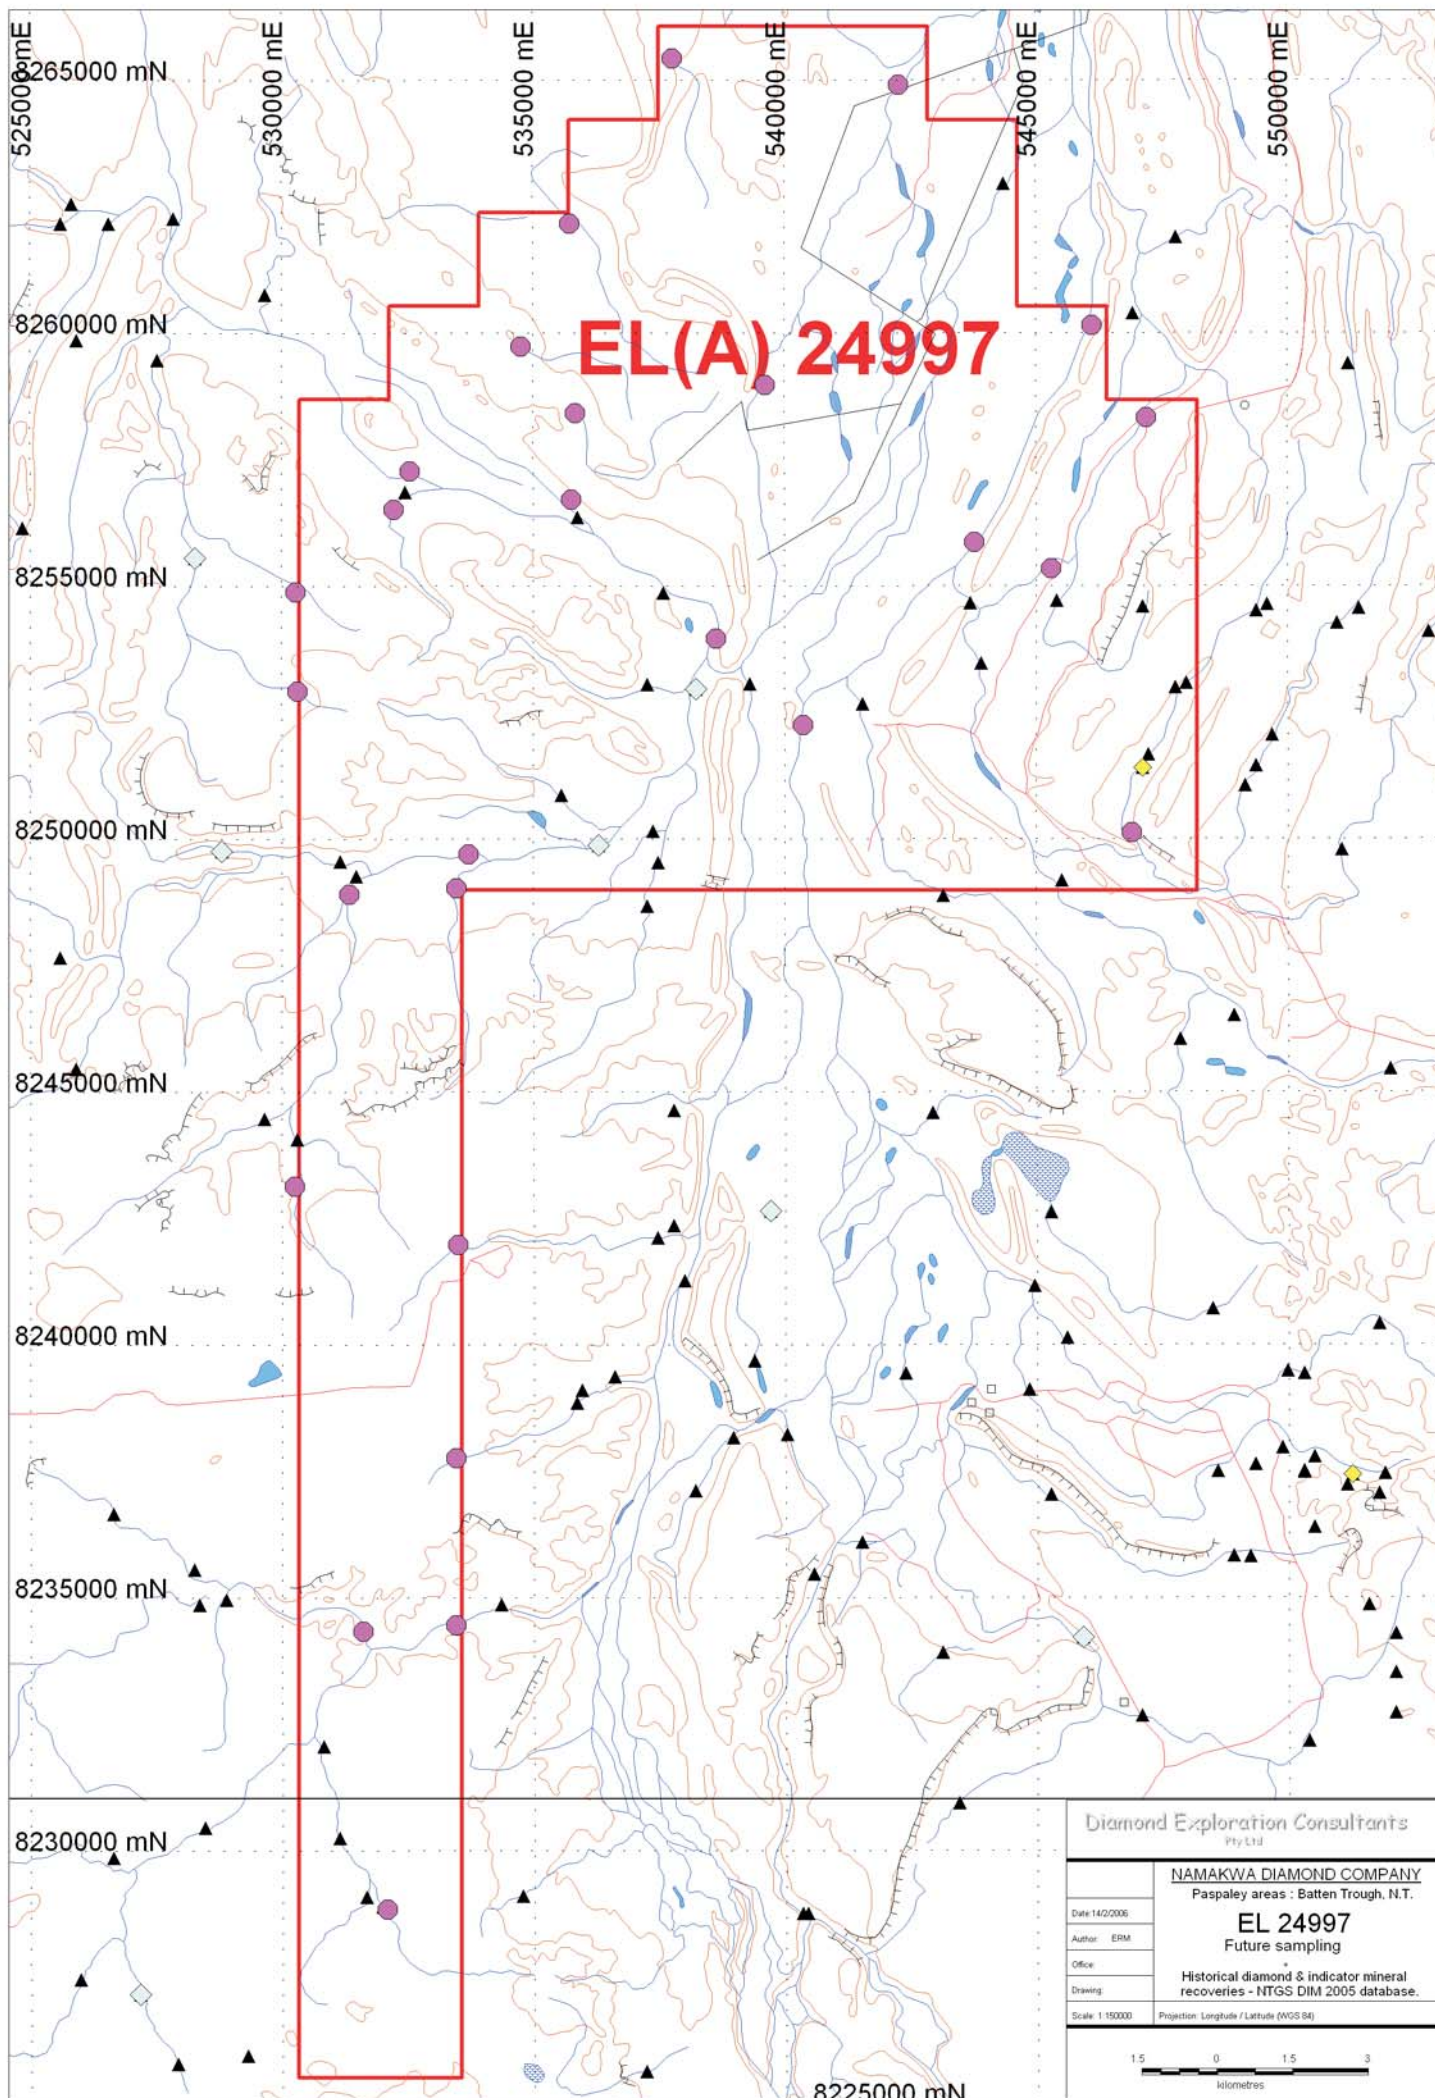 525000 mE
530000 mE
535000 mE
540000 mE
545000 mE
550000 mE
8265000 mN
8260000 mN
EL(A) 24997
8255000 mN
8250000 mN
8245000 mN
8240000 mN
8235000 mN
8230000 mN
8225000 mN
Diamond Exploration Consultants
Pty Ltd
NAMAKWA DIAMOND COMPANY
Paspaley areas : Batten Trough, N.T.
Date:14/2/2006
EL 24997
Author: ERM
Future sampling
Office:
+
Historical diamond & indicator mineral
Drawing:
recoveries - NTGS DIM 2005 database.
Scale: 1:150000
Projection: Longitude / Latitude (WGS 84)
1.5 0 1.5 3
kilometres